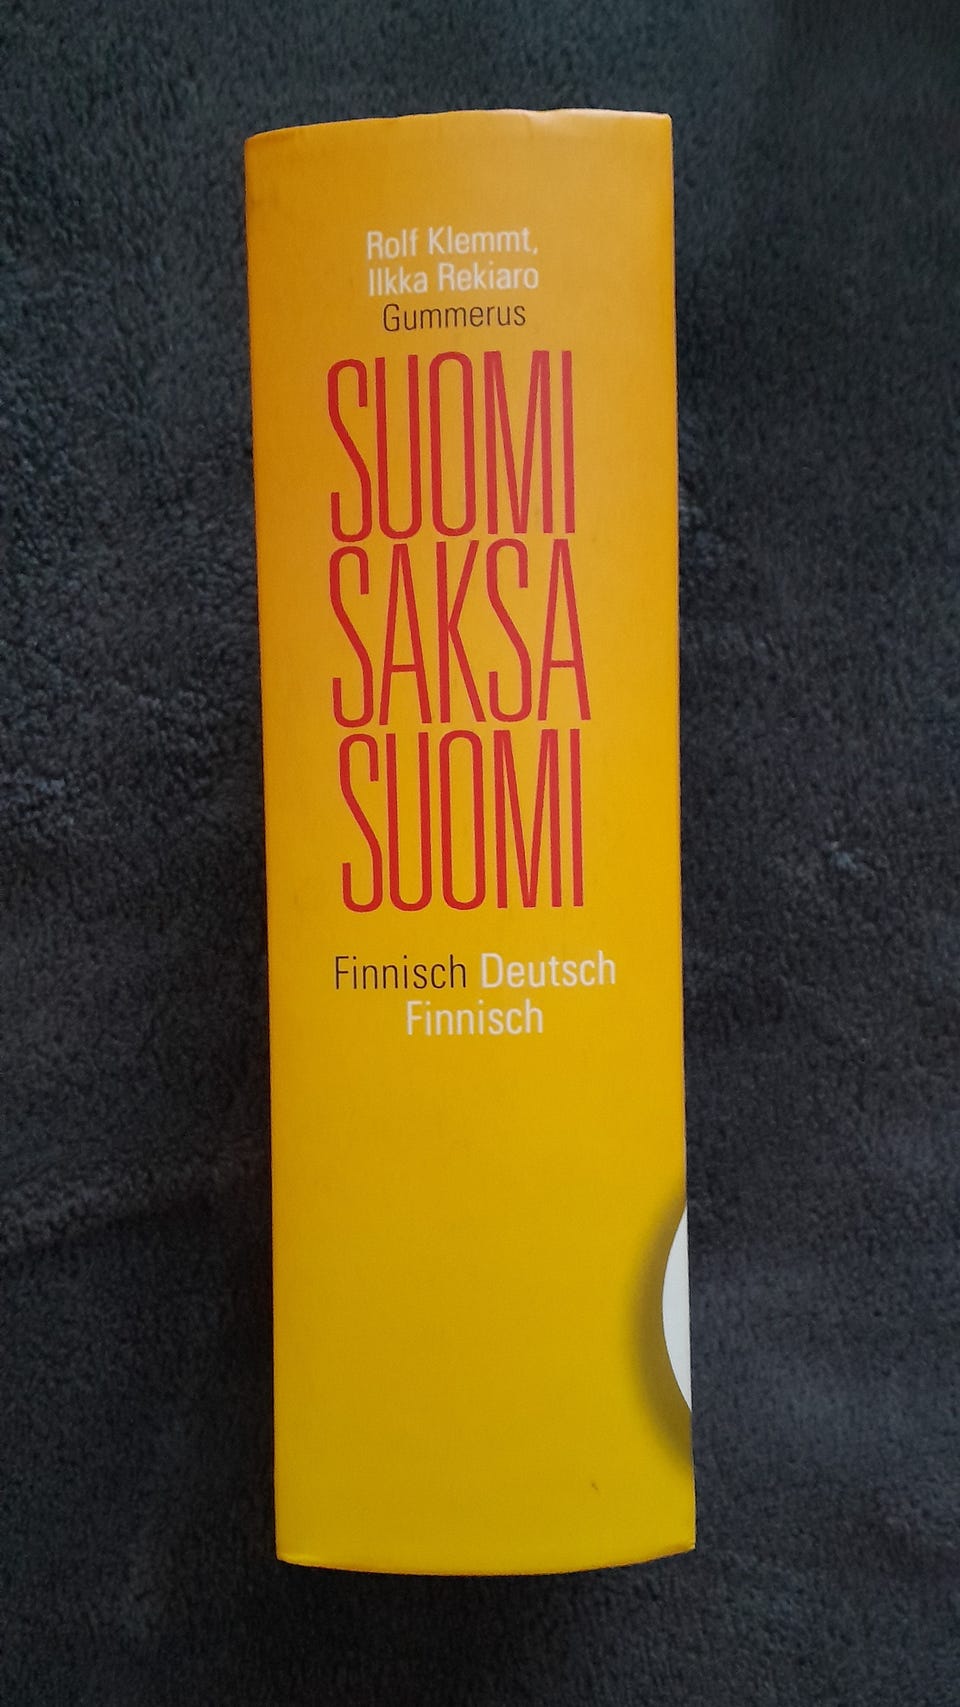 Rolf Klemmt,
Ilkka Rekiaro
Gummerus
SUOMI
SAKSA
SUOMI
Finnisch Deutsch
Finnisch